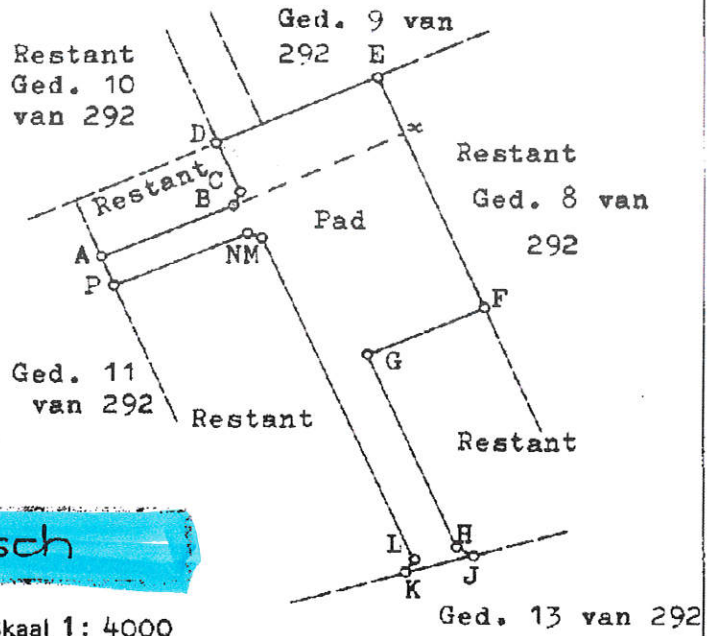 Ged. 9 van
292
E
Restant
Ged. 10
van 292
D
x
Restant
Restant
C
B
Ged. 8 van
Pad
292
A
NM
P
F
G
Ged. 11
van 292
Restant
Restant
sch
L
H
K
J
Skaal 1: 4000
Ged. 13 van 292